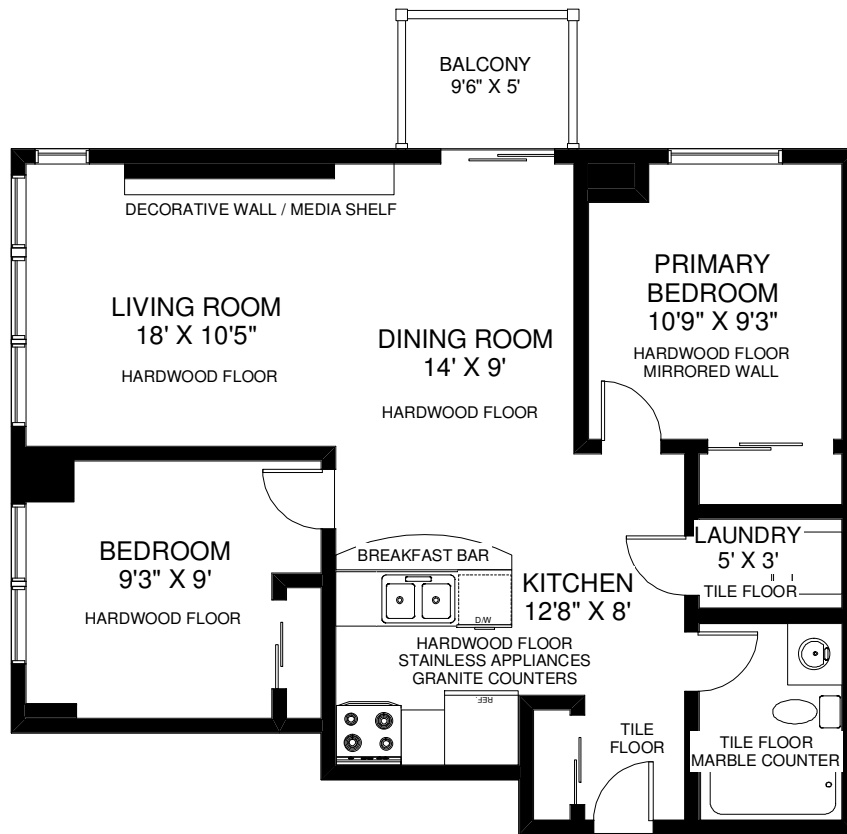 BALCONY
9'6" X 5'
DECORATIVE WALL / MEDIA SHELF
LIVING ROOM
18' X 10'5"
HARDWOOD FLOOR
DINING ROOM
14' X 9'
HARDWOOD FLOOR
PRIMARY
BEDROOM
10'9" X 9'3"
HARDWOOD FLOOR
MIRRORED WALL
BEDROOM
9'3" X 9'
HARDWOOD FLOOR
BREAKFAST BAR
D/W
KITCHEN
12'8" X 8'
HARDWOOD FLOOR
STAINLESS APPLIANCES
GRANITE COUNTERS
REF.
LAUNDRY
5' X 3'
TILE FLOOR
TILE
FLOOR
TILE FLOOR
MARBLE COUNTER